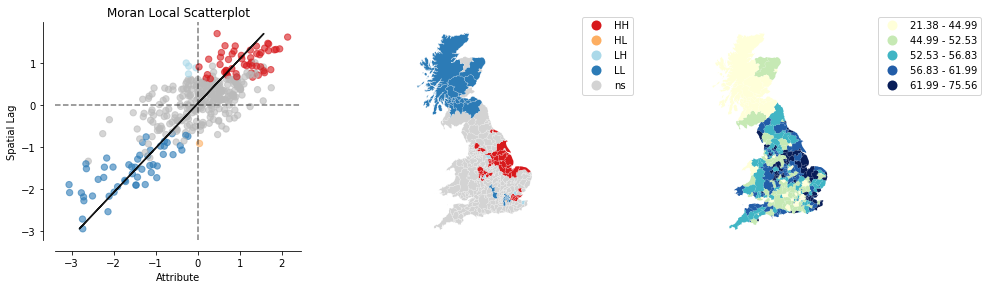 Moran Local Scatterplot
1
0
−1
−2
−3
Spatial Lag
−3 −2 −1 0 1 2
Attribute
HH
HL
LH
LL
ns
21.38 - 44.99
44.99 - 52.53
52.53 - 56.83
56.83 - 61.99
61.99 - 75.56